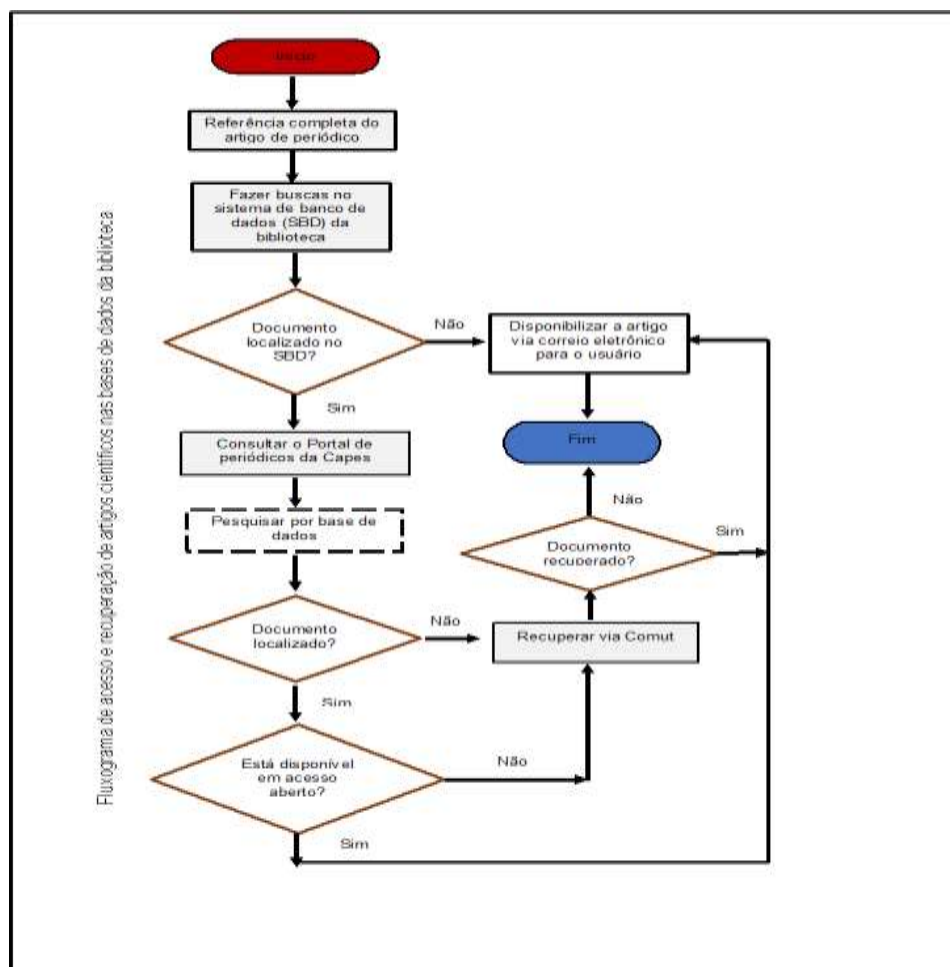 Início
Referência completa do
artigo de periódico
Fazer buscas no
sistema de banco de
dados (SBD) da
biblioteca
Documento
localizado no
SBD?
Não
Disponibilizar a artigo
via correio eletrônico
para o usuário
Sim
Consultar o Portal de
periódicos da Capes
Fim
Não
Pesquisar por base de
dados
Documento
recuperado?
Sim
Documento
localizado?
Não
Recuperar via Comut
Sim
Está disponível
em acesso
aberto?
Não
Sim
Fluxograma de acesso e recuperação de artigos científicos nas bases de dados da biblioteca